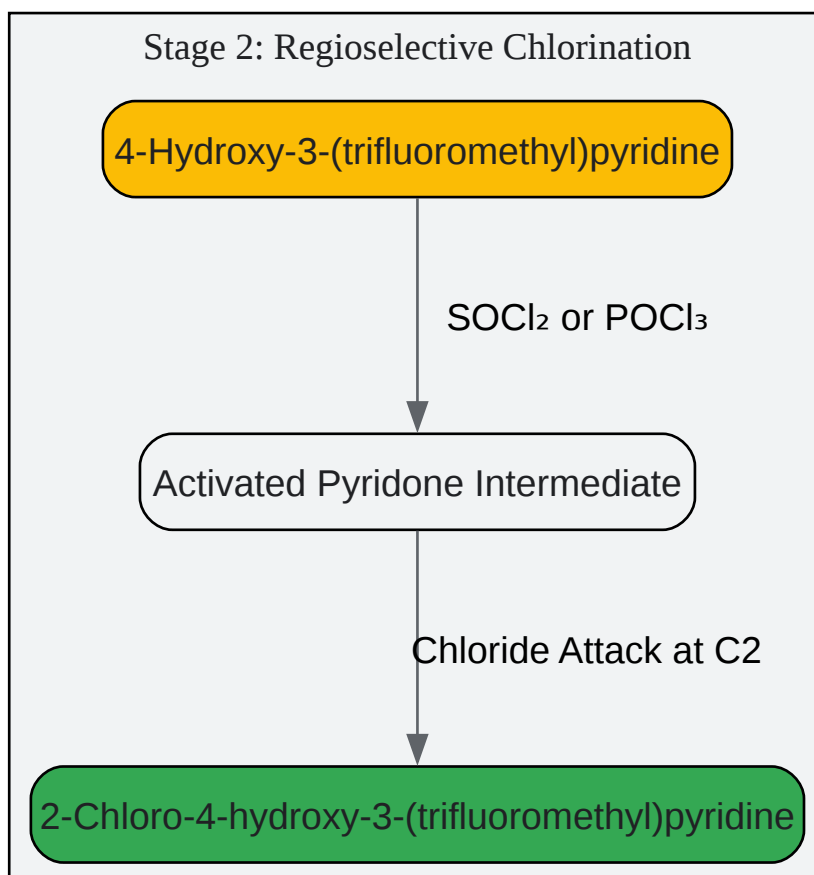 Stage 2: Regioselective Chlorination
4-Hydroxy-3-(trifluoromethyl)pyridine
SOCl₂ or POCl₃
Activated Pyridone Intermediate
Chloride Attack at C2
2-Chloro-4-hydroxy-3-(trifluoromethyl)pyridine